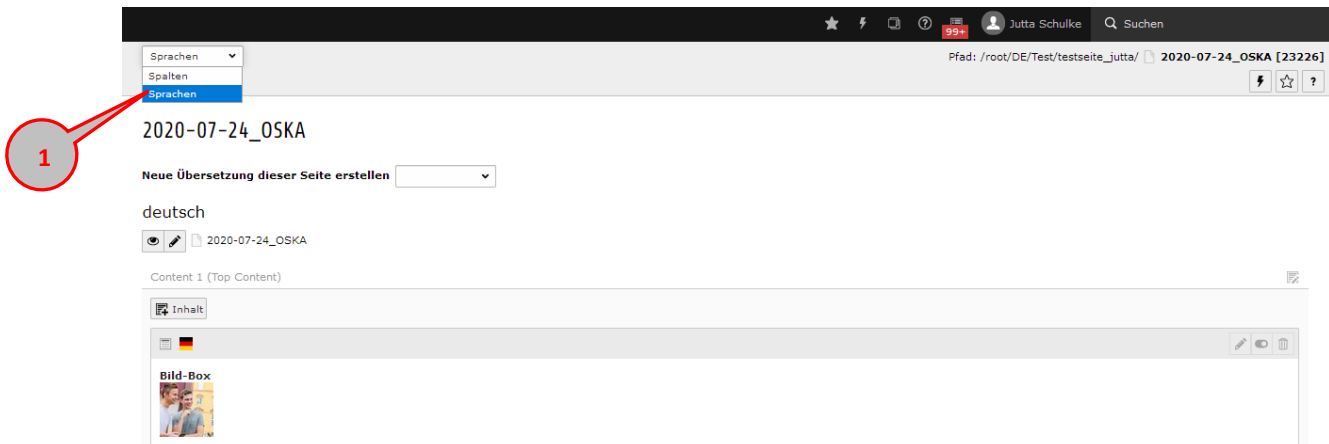 99+
Jutta Schulke
Suchen
Sprachen
Pfad: /root/DE/Test/testseite_jutta/ 2020-07-24_OSKA [23226]
Spalten
Sprachen
?
1
2020-07-24_OSKA
Neue Übersetzung dieser Seite erstellen
deutsch
2020-07-24_OSKA
Content 1 (Top Content)
Inhalt
Bild-Box